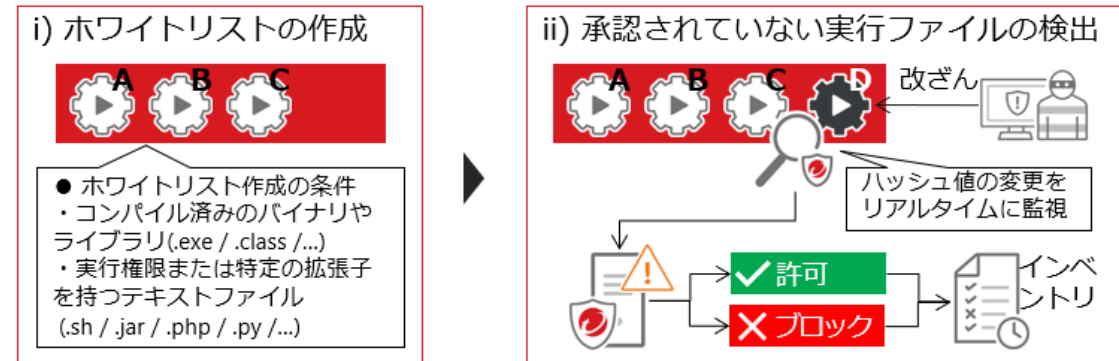 i) ホワイトリストの作成
A B C
● ホワイトリスト作成の条件
・コンパイル済みのバイナリや
ライブラリ(.exe / .class /...)
・実行権限または特定の拡張子
を持つテキストファイル
(.sh / .jar / .php / .py /...)
ii) 承認されていない実行ファイルの検出
A B C D
改ざん
ハッシュ値の変更を
リアルタイムに監視
許可
ブロック
インベ
ントリ